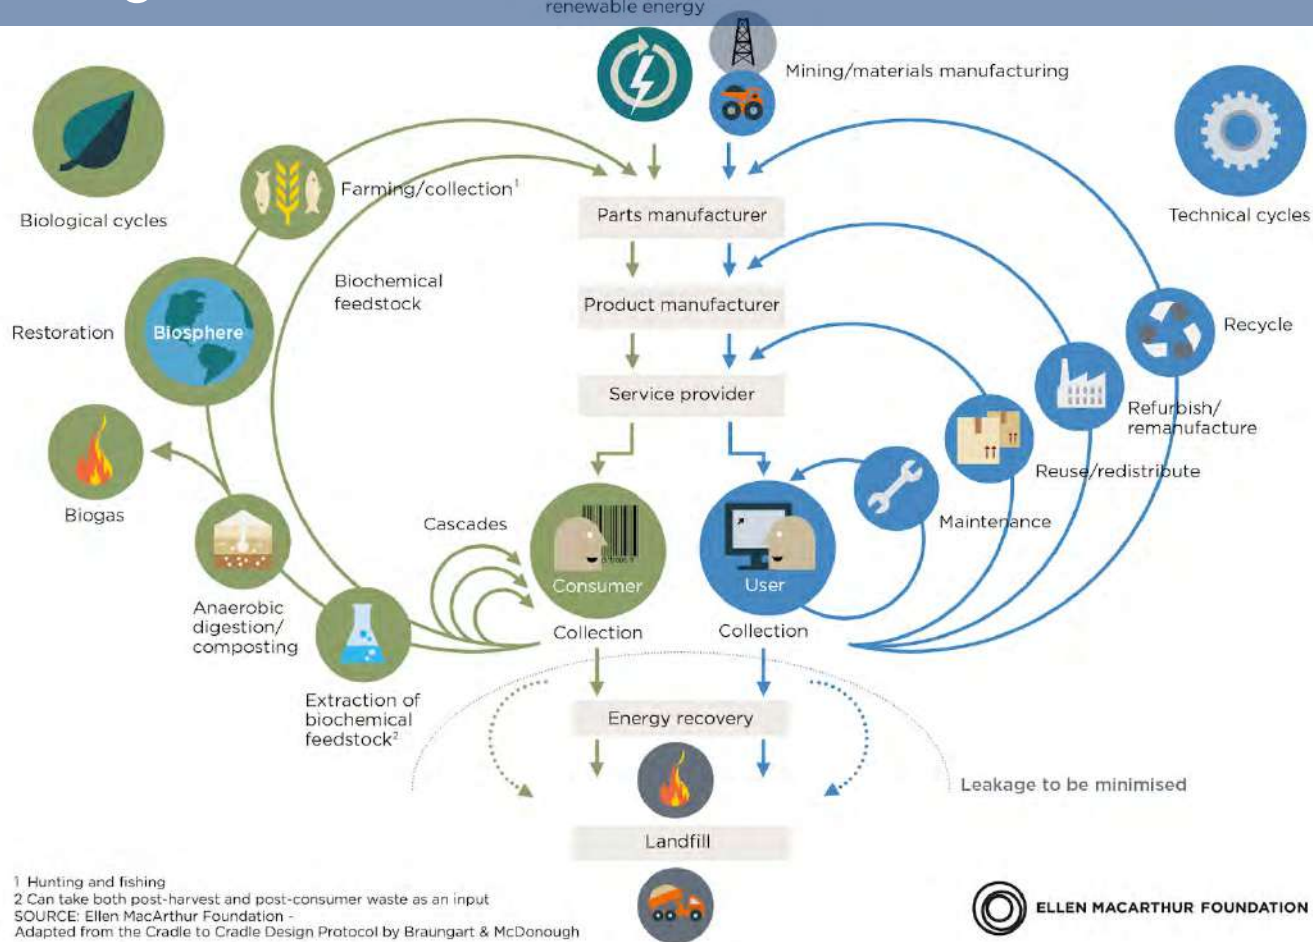 renewable energy
Mining/materials manufacturing
Biological cycles
Technical cycles
Farming/collection1
Parts manufacturer
Biochemical
feedstock
Product manufacturer
Restoration
Biosphere
Recycle
Service provider
Refurbish/
remanufacture
Reuse/redistribute
Biogas
Cascades
Maintenance
Consumer
User
Anaerobic
digestion/
composting
Collection
Collection
Extraction of
biochemical
feedstock2
Energy recovery
Leakage to be minimised
Landfill
1 Hunting and fishing
2 Can take both post-harvest and post-consumer waste as an input
SOURCE: Ellen MacArthur Foundation -
Adapted from the Cradle to Cradle Design Protocol by Braungart & McDonough
ELLEN MACARTHUR FOUNDATION